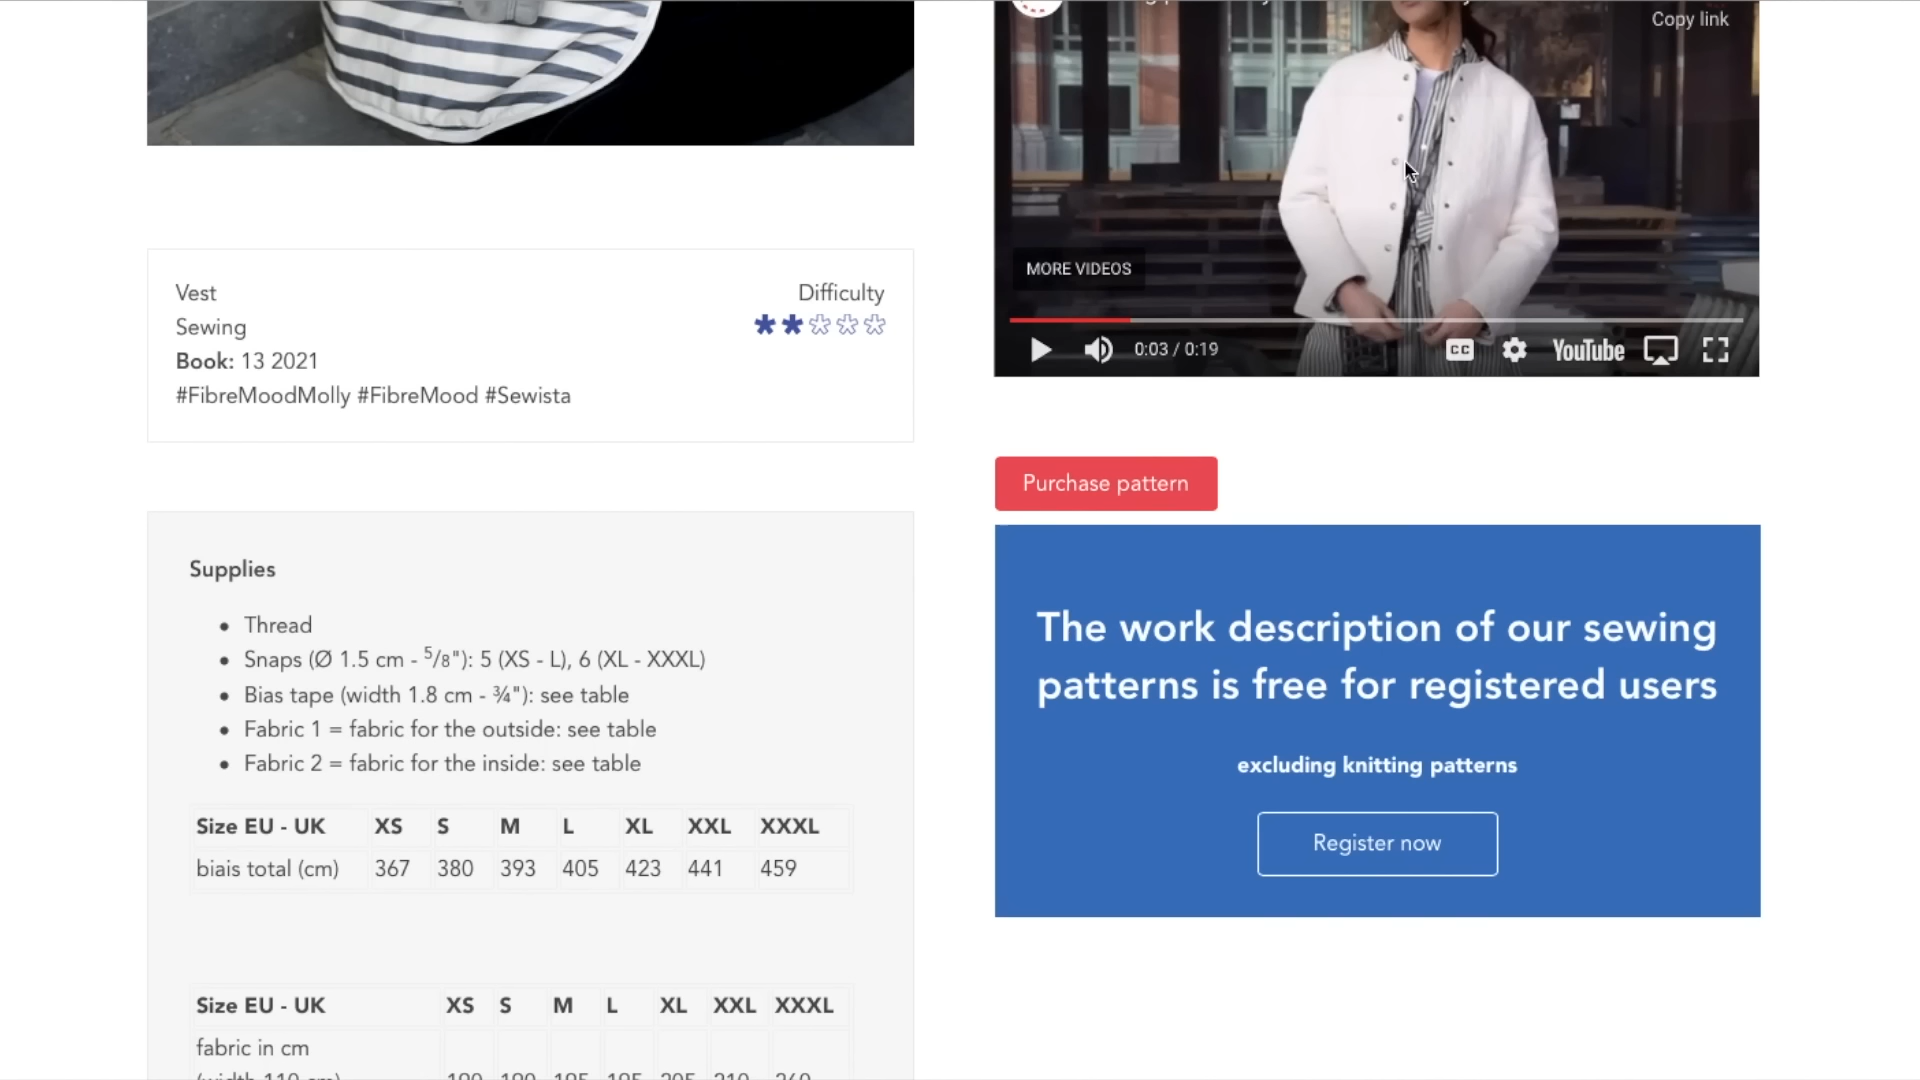 Copy link
MORE VIDEOS
0:03 / 0:19
CC
YouTube
Vest
Difficulty
Sewing
Book: 13 2021
#FibreMoodMolly #FibreMood #Sewista
Purchase pattern
Supplies
Thread
Snaps (Ø 1.5 cm - 5/8"): 5 (XS - L), 6 (XL - XXXL)
Bias tape (width 1.8 cm - ¾"): see table
Fabric 1 = fabric for the outside: see table
Fabric 2 = fabric for the inside: see table
Size EU - UK XS S M L XL XXL XXXL
biais total (cm) 367 380 393 405 423 441 459
Size EU - UK XS S M L XL XXL XXXL
fabric in cm
The work description of our sewing
patterns is free for registered users
excluding knitting patterns
Register now